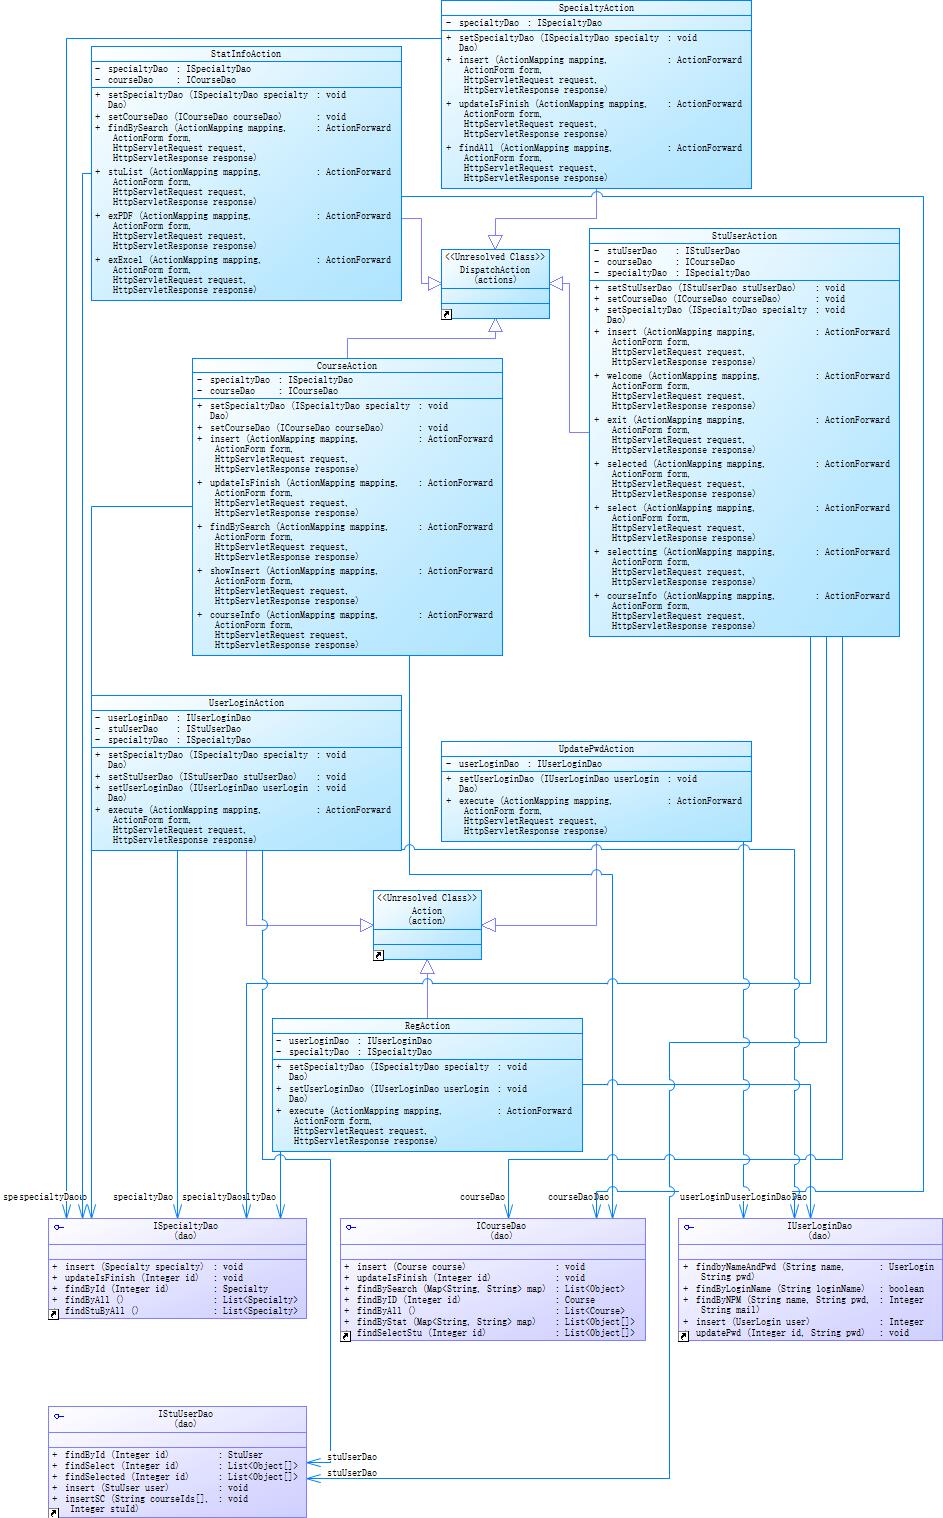 SpecialtyAction
- specialtyDao : ISpecialtyDao
+ setSpecialtyDao (ISpecialtyDao specialty : void
Dao)
+ insert (ActionMapping mapping, : ActionForward
ActionForm form,
HttpServletRequest request,
HttpServletResponse response)
+ updateIsFinish (ActionMapping mapping, : ActionForward
ActionForm form,
HttpServletRequest request,
HttpServletResponse response)
+ findAll (ActionMapping mapping, : ActionForward
ActionForm form,
HttpServletRequest request,
HttpServletResponse response)
StatInfoAction
- specialtyDao : ISpecialtyDao
- courseDao : ICourseDao
+ setSpecialtyDao (ISpecialtyDao specialty : void
Dao)
+ setCourseDao (ICourseDao courseDao) : void
+ findBySearch (ActionMapping mapping, : ActionForward
ActionForm form,
HttpServletRequest request,
HttpServletResponse response)
+ stuList (ActionMapping mapping, : ActionForward
ActionForm form,
HttpServletRequest request,
HttpServletResponse response)
+ exPDF (ActionMapping mapping, : ActionForward
ActionForm form,
HttpServletRequest request,
HttpServletResponse response)
+ exExcel (ActionMapping mapping, : ActionForward
ActionForm form,
HttpServletRequest request,
HttpServletResponse response)
<<Unresolved Class>>
DispatchAction
(actions)
StuUserAction
- stuUserDao : IStuUserDao
- courseDao : ICourseDao
- specialtyDao : ISpecialtyDao
+ setStuUserDao (IStuUserDao stuUserDao) : void
+ setCourseDao (ICourseDao courseDao) : void
+ setSpecialtyDao (ISpecialtyDao specialty : void
Dao)
+ insert (ActionMapping mapping, : ActionForward
ActionForm form,
HttpServletRequest request,
HttpServletResponse response)
+ welcome (ActionMapping mapping, : ActionForward
ActionForm form,
HttpServletRequest request,
HttpServletResponse response)
+ exit (ActionMapping mapping, : ActionForward
ActionForm form,
HttpServletRequest request,
HttpServletResponse response)
+ selected (ActionMapping mapping, : ActionForward
ActionForm form,
HttpServletRequest request,
HttpServletResponse response)
+ select (ActionMapping mapping, : ActionForward
ActionForm form,
HttpServletRequest request,
HttpServletResponse response)
+ selectting (ActionMapping mapping, : ActionForward
ActionForm form,
HttpServletRequest request,
HttpServletResponse response)
+ courseInfo (ActionMapping mapping, : ActionForward
ActionForm form,
HttpServletRequest request,
HttpServletResponse response)
CourseAction
- specialtyDao : ISpecialtyDao
- courseDao : ICourseDao
+ setSpecialtyDao (ISpecialtyDao specialty : void
Dao)
+ setCourseDao (ICourseDao courseDao) : void
+ insert (ActionMapping mapping, : ActionForward
ActionForm form,
HttpServletRequest request,
HttpServletResponse response)
+ updateIsFinish (ActionMapping mapping, : ActionForward
ActionForm form,
HttpServletRequest request,
HttpServletResponse response)
+ findBySearch (ActionMapping mapping, : ActionForward
ActionForm form,
HttpServletRequest request,
HttpServletResponse response)
+ showInsert (ActionMapping mapping, : ActionForward
ActionForm form,
HttpServletRequest request,
HttpServletResponse response)
+ courseInfo (ActionMapping mapping, : ActionForward
ActionForm form,
HttpServletRequest request,
HttpServletResponse response)
UserLoginAction
- userLoginDao : IUserLoginDao
- stuUserDao : IStuUserDao
- specialtyDao : ISpecialtyDao
+ setSpecialtyDao (ISpecialtyDao specialty : void
Dao)
+ setStuUserDao (IStuUserDao stuUserDao) : void
+ setUserLoginDao (IUserLoginDao userLogin : void
Dao)
+ execute (ActionMapping mapping, : ActionForward
ActionForm form,
HttpServletRequest request,
HttpServletResponse response)
UpdatePwdAction
- userLoginDao : IUserLoginDao
+ setUserLoginDao (IUserLoginDao userLogin : void
Dao)
+ execute (ActionMapping mapping, : ActionForward
ActionForm form,
HttpServletRequest request,
HttpServletResponse response)
<<Unresolved Class>>
Action
(action)
RegAction
- userLoginDao : IUserLoginDao
- specialtyDao : ISpecialtyDao
+ setSpecialtyDao (ISpecialtyDao specialty : void
Dao)
+ setUserLoginDao (IUserLoginDao userLogin : void
Dao)
+ execute (ActionMapping mapping, : ActionForward
ActionForm form,
HttpServletRequest request,
HttpServletResponse response)
specialtyDao
courseDao
ISpecialtyDao
(dao)
+ insert (Specialty specialty) : void
+ updateIsFinish (Integer id) : void
+ findById (Integer id) : Specialty
+ findByAll () : List<Specialty>
+ findStuByAll () : List<Specialty>
ICourseDao
(dao)
+ insert (Course course) : void
+ updateIsFinish (Integer id) : void
+ findBySearch (Map<String, String> map) : List<Object>
+ findByID (Integer id) : Course
+ findByAll () : List<Course>
+ findByStat (Map<String, String> map) : List<Object[]>
+ findSelectStu (Integer id) : List<Object[]>
IUserLoginDao
(dao)
+ findbyNameAndPwd (String name, : UserLogin
String pwd)
+ findByLoginName (String loginName) : boolean
+ findByNPM (String name, String pwd, : Integer
String mail)
+ insert (UserLogin user) : Integer
+ updatePwd (Integer id, String pwd) : void
IStuUserDao
(dao)
+ findById (Integer id) : StuUser
+ findSelect (Integer id) : List<Object[]>
+ findSelected (Integer id) : List<Object[]>
+ insert (StuUser user) : void
+ insertSC (String courseIds[], : void
Integer stuId)
stuUserDao
stuUserDao